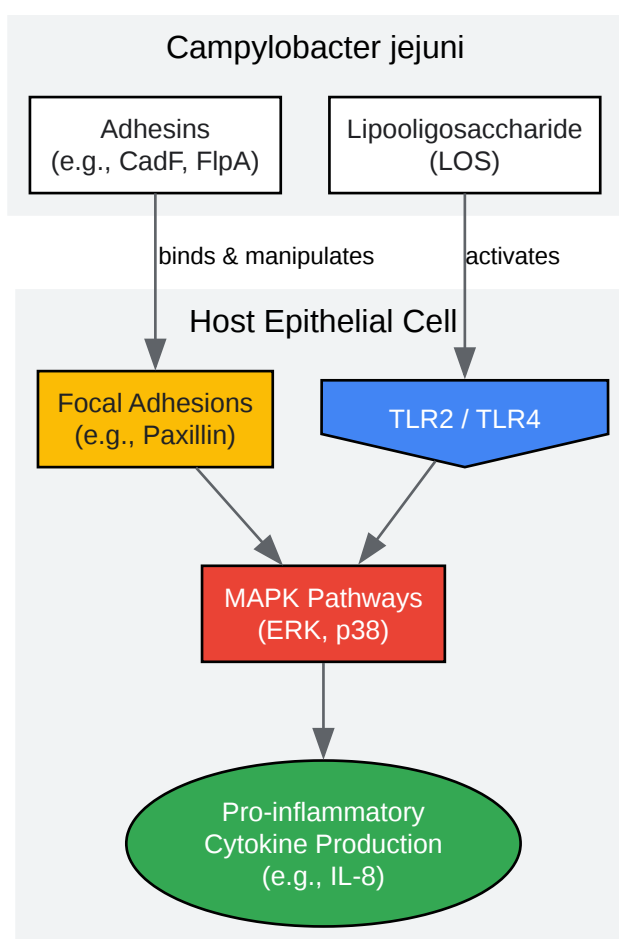 Campylobacter jejuni
Adhesins
(e.g., CadF, FlpA)
Lipooligosaccharide
(LOS)
binds & manipulates
activates
Host Epithelial Cell
Focal Adhesions
(e.g., Paxillin)
TLR2 / TLR4
MAPK Pathways
(ERK, p38)
Pro-inflammatory
Cytokine Production
(e.g., IL-8)